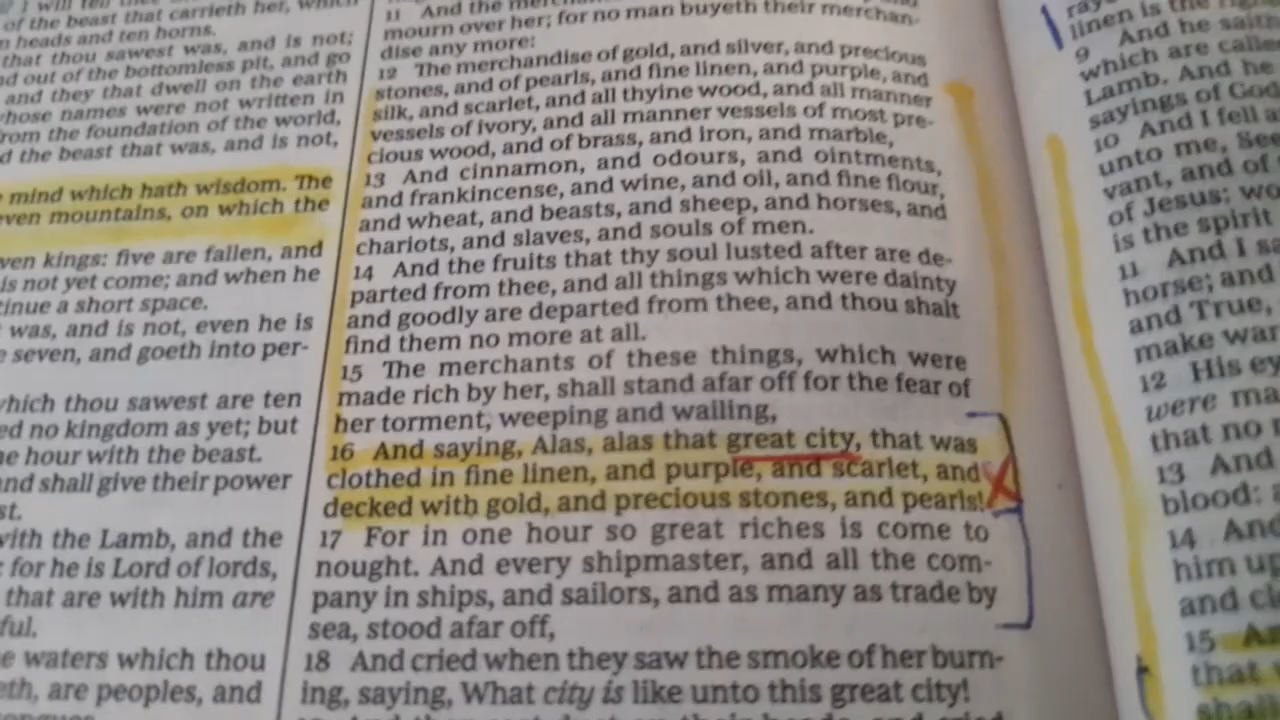 of the beast that carrieth her, which
heads and ten horns.
that thou sawest was, and is not;
out of the bottomless pit, and go
and they that dwell on the earth
names were not written in
from the foundation of the world,
the beast that was, and is not,
mind which hath wisdom. The
mountains, on which the
kings: five are fallen, and
is not yet come; and when he
a short space.
was, and is not, even he is
seven, and goeth into per-
which thou sawest are ten
no kingdom as yet; but
hour with the beast.
and shall give their power
with the Lamb, and the
for he is Lord of lords,
that are with him are
waters which thou
are peoples, and
11 And the
mourn over her; for no man buyeth their merchan-
dise any more:
12 The merchandise of gold, and silver, and precious
stones, and of pearls, and fine linen, and purple, and
silk, and scarlet, and all thyine wood, and all manner
vessels of ivory, and all manner vessels of most pre-
cious wood, and of brass, and iron, and marble,
13 And cinnamon, and odours, and ointments,
and frankincense, and wine, and oil, and fine flour,
and wheat, and beasts, and sheep, and horses, and
chariots, and slaves, and souls of men.
14 And the fruits that thy soul lusted after are de-
parted from thee, and all things which were dainty
and goodly are departed from thee, and thou shalt
find them no more at all.
15 The merchants of these things, which were
made rich by her, shall stand afar off for the fear of
her torment, weeping and wailing,
16 And saying, Alas, alas that great city, that was
clothed in fine linen, and purple, and scarlet, and
decked with gold, and precious stones, and pearls!
17 For in one hour so great riches is come to
nought. And every shipmaster, and all the com-
pany in ships, and sailors, and as many as trade by
sea, stood afar off,
18 And cried when they saw the smoke of her burn-
ing, saying, What city is like unto this great city!
linen is the
9 And he saith
which are
Lamb. And he
sayings of God
10 And I fell
unto me, See
vant, and of
of Jesus:
is the spirit
11 And I
horse; and
and True,
make war
12 His
were
that no
13 And
blood:
14 And
him
and
15
that
shall